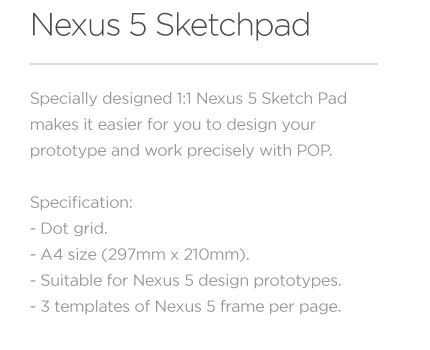 Nexus 5 Sketchpad
Specially designed 1:1 Nexus 5 Sketch Pad
makes it easier for you to design your
prototype and work precisely with POP.
Specification:
- Dot grid.
- A4 size (297mm x 210mm).
- Suitable for Nexus 5 design prototypes.
- 3 templates of Nexus 5 frame per page.